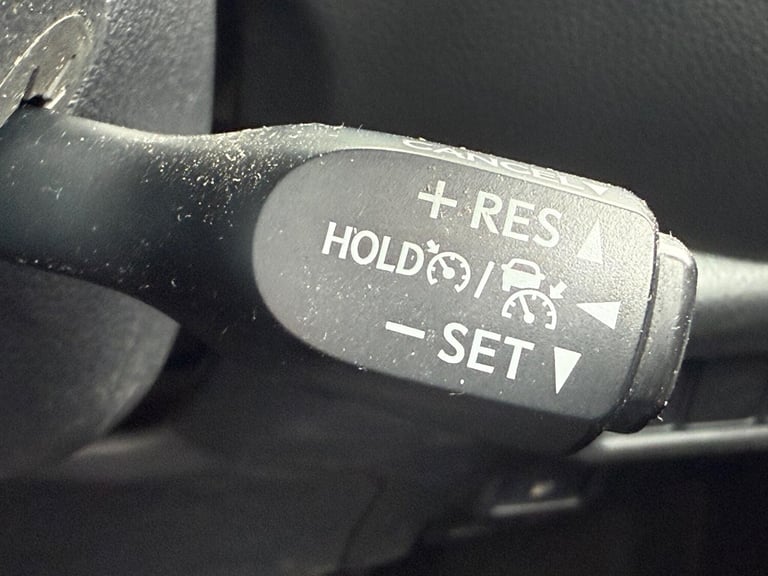 CANCEL
+ RES
HOLD /
- SET